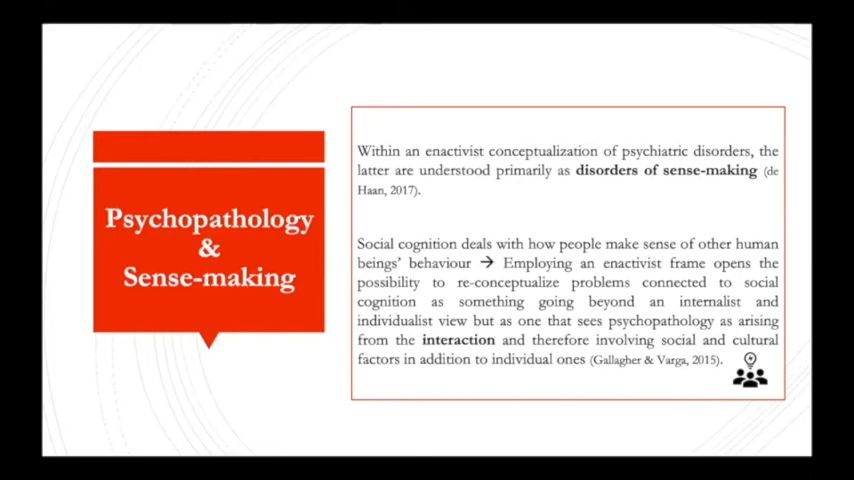 Psychopathology
&
Sense-making
Within an enactivist conceptualization of psychiatric disorders, the
latter are understood primarily as disorders of sense-making (de
Haan, 2017).
Social cognition deals with how people make sense of other human
beings' behaviour → Employing an enactivist frame opens the
possibility to re-conceptualize problems connected to social
cognition as something going beyond an internalist and
individualist view but as one that sees psychopathology as arising
from the interaction and therefore involving social and cultural
factors in addition to individual ones (Gallagher & Varga, 2015).